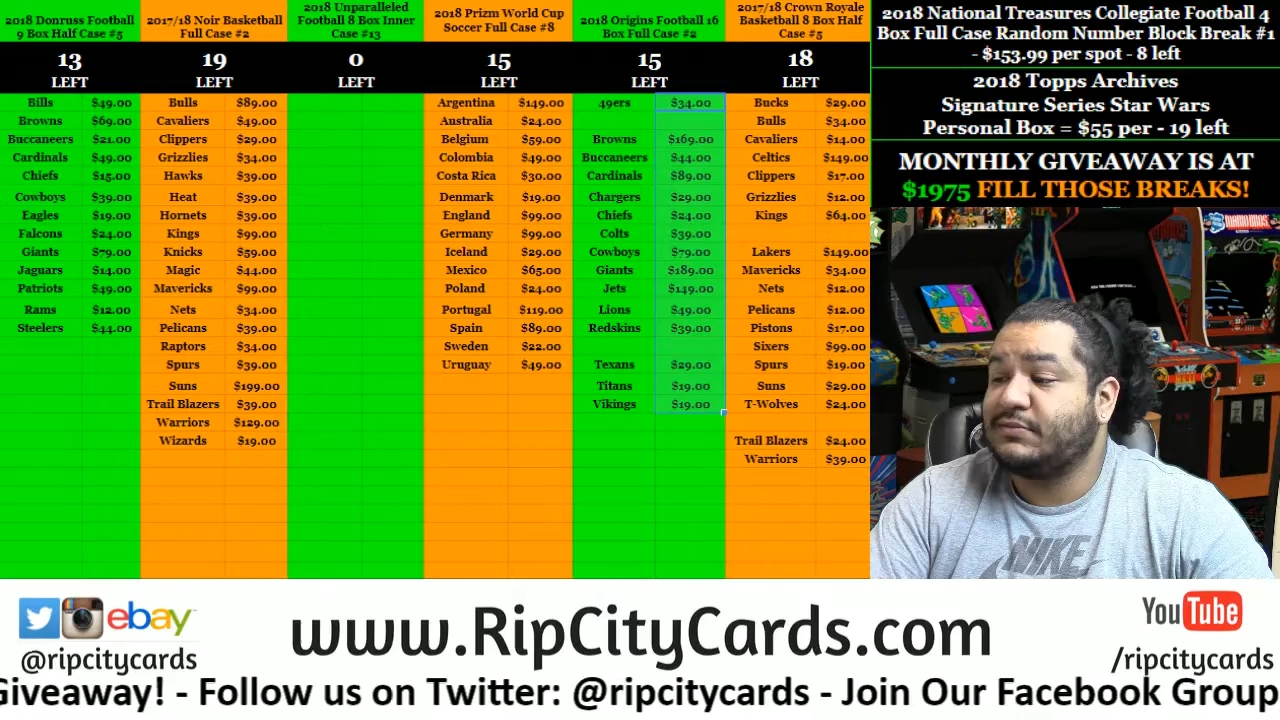 2018 Donruss Football
9 Box Half Case #5
13
LEFT
Bills $49.00
Browns $69.00
Buccaneers $21.00
Cardinals $49.00
Chiefs $15.00
Cowboys $39.00
Eagles $19.00
Falcons $24.00
Giants $79.00
Jaguars $14.00
Patriots $49.00
Rams $12.00
Steelers $44.00
2017/18 Noir Basketball
Full Case #2
19
LEFT
Bulls $89.00
Cavaliers $49.00
Clippers $29.00
Grizzlies $34.00
Hawks $39.00
Heat $39.00
Hornets $39.00
Kings $99.00
Knicks $59.00
Magic $44.00
Mavericks $99.00
Nets $34.00
Pelicans $39.00
Raptors $34.00
Spurs $39.00
Suns $199.00
Trail Blazers $39.00
Warriors $129.00
Wizards $19.00
2018 Unparalleled
Football 8 Box Inner
Case #13
0
LEFT
2018 Prizm World Cup
Soccer Full Case #8
15
LEFT
Argentina $149.00
Australia $24.00
Belgium $59.00
Colombia $49.00
Costa Rica $30.00
Denmark $19.00
England $99.00
Germany $99.00
Iceland $29.00
Mexico $65.00
Poland $24.00
Portugal $119.00
Spain $89.00
Sweden $22.00
Uruguay $49.00
2018 Origins Football 16
Box Full Case #2
15
LEFT
49ers $34.00
Browns $169.00
Buccaneers $44.00
Cardinals $89.00
Chargers $29.00
Chiefs $24.00
Colts $39.00
Cowboys $79.00
Giants $189.00
Jets $149.00
Lions $49.00
Redskins $39.00
Texans $29.00
Titans $19.00
Vikings $19.00
2017/18 Crown Royale
Basketball 8 Box Half
Case #5
18
LEFT
Bucks $29.00
Bulls $34.00
Cavaliers $14.00
Celtics $149.00
Clippers $17.00
Grizzlies $12.00
Kings $64.00
Lakers $149.00
Mavericks $34.00
Nets $12.00
Pelicans $12.00
Pistons $17.00
Sixers $99.00
Spurs $19.00
Suns $29.00
T-Wolves $24.00
Trail Blazers $24.00
Warriors $39.00
2018 National Treasures Collegiate Football 4
Box Full Case Random Number Block Break #1
- $153.99 per spot - 8 left
2018 Topps Archives
Signature Series Star Wars
Personal Box = $55 per - 19 left
MONTHLY GIVEAWAY IS AT
$1975 FILL THOSE BREAKS!
NIKE
ebay
@ripcitycards
www.RipCityCards.com
YouTube
/ripcitycards
Giveaway! - Follow us on Twitter: @ripcitycards - Join Our Facebook Group